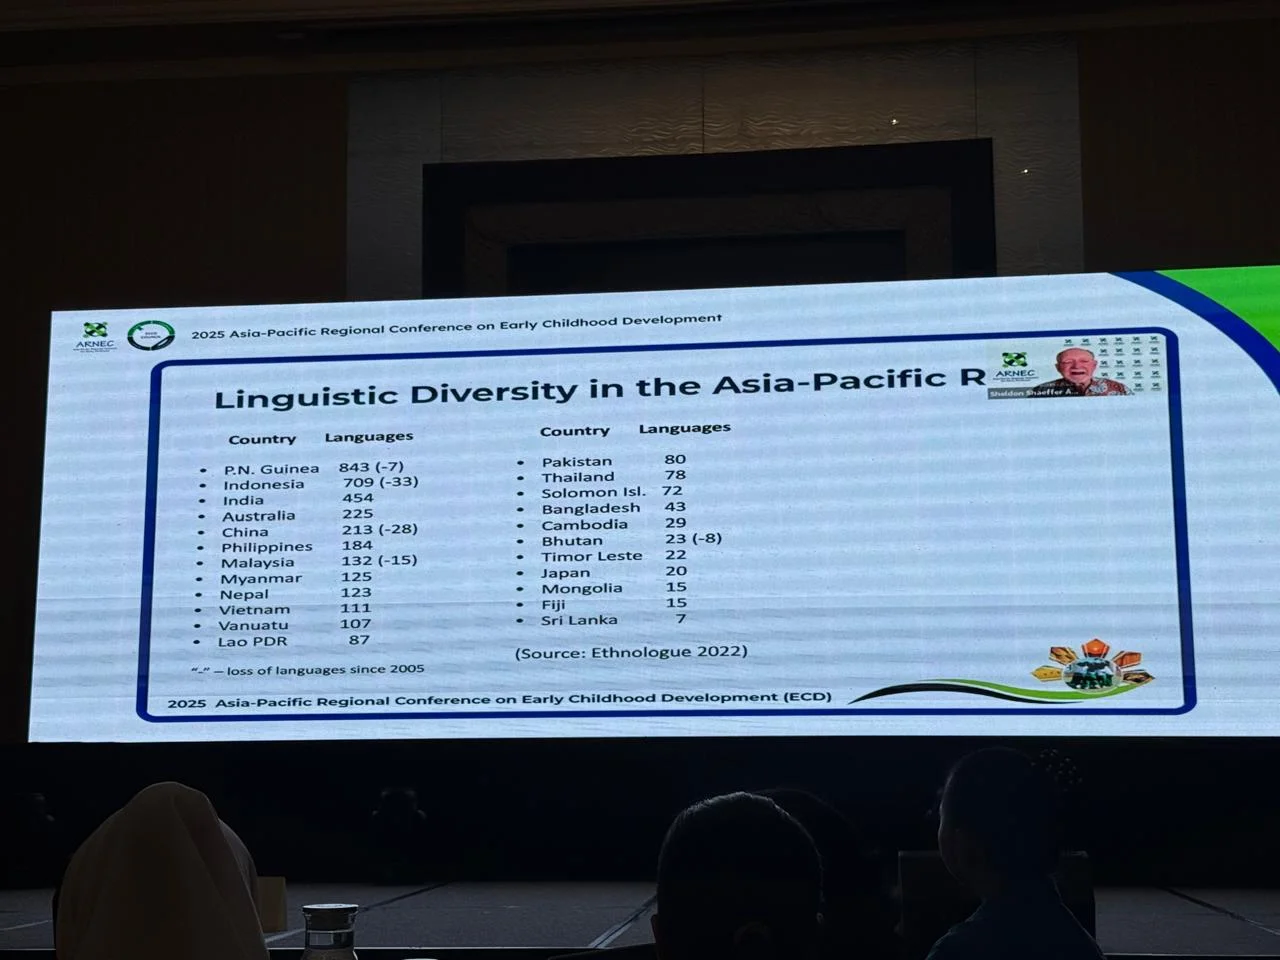 ARNEC
2025 Asia-Pacific Regional Conference on Early Childhood Development
Linguistic Diversity in the Asia-Pacific R
ARNEC
Sheldon Shaeffer A...
Country Languages
• P.N. Guinea 843 (-7)
• Indonesia 709 (-33)
• India 454
• Australia 225
• China 213 (-28)
• Philippines 184
• Malaysia 132 (-15)
• Myanmar 125
• Nepal 123
• Vietnam 111
• Vanuatu 107
• Lao PDR 87
"-" – loss of languages since 2005
Country Languages
• Pakistan 80
• Thailand 78
• Solomon Isl. 72
• Bangladesh 43
• Cambodia 29
• Bhutan 23 (-8)
• Timor Leste 22
• Japan 20
• Mongolia 15
• Fiji 15
• Sri Lanka 7
(Source: Ethnologue 2022)
2025 Asia-Pacific Regional Conference on Early Childhood Development (ECD)